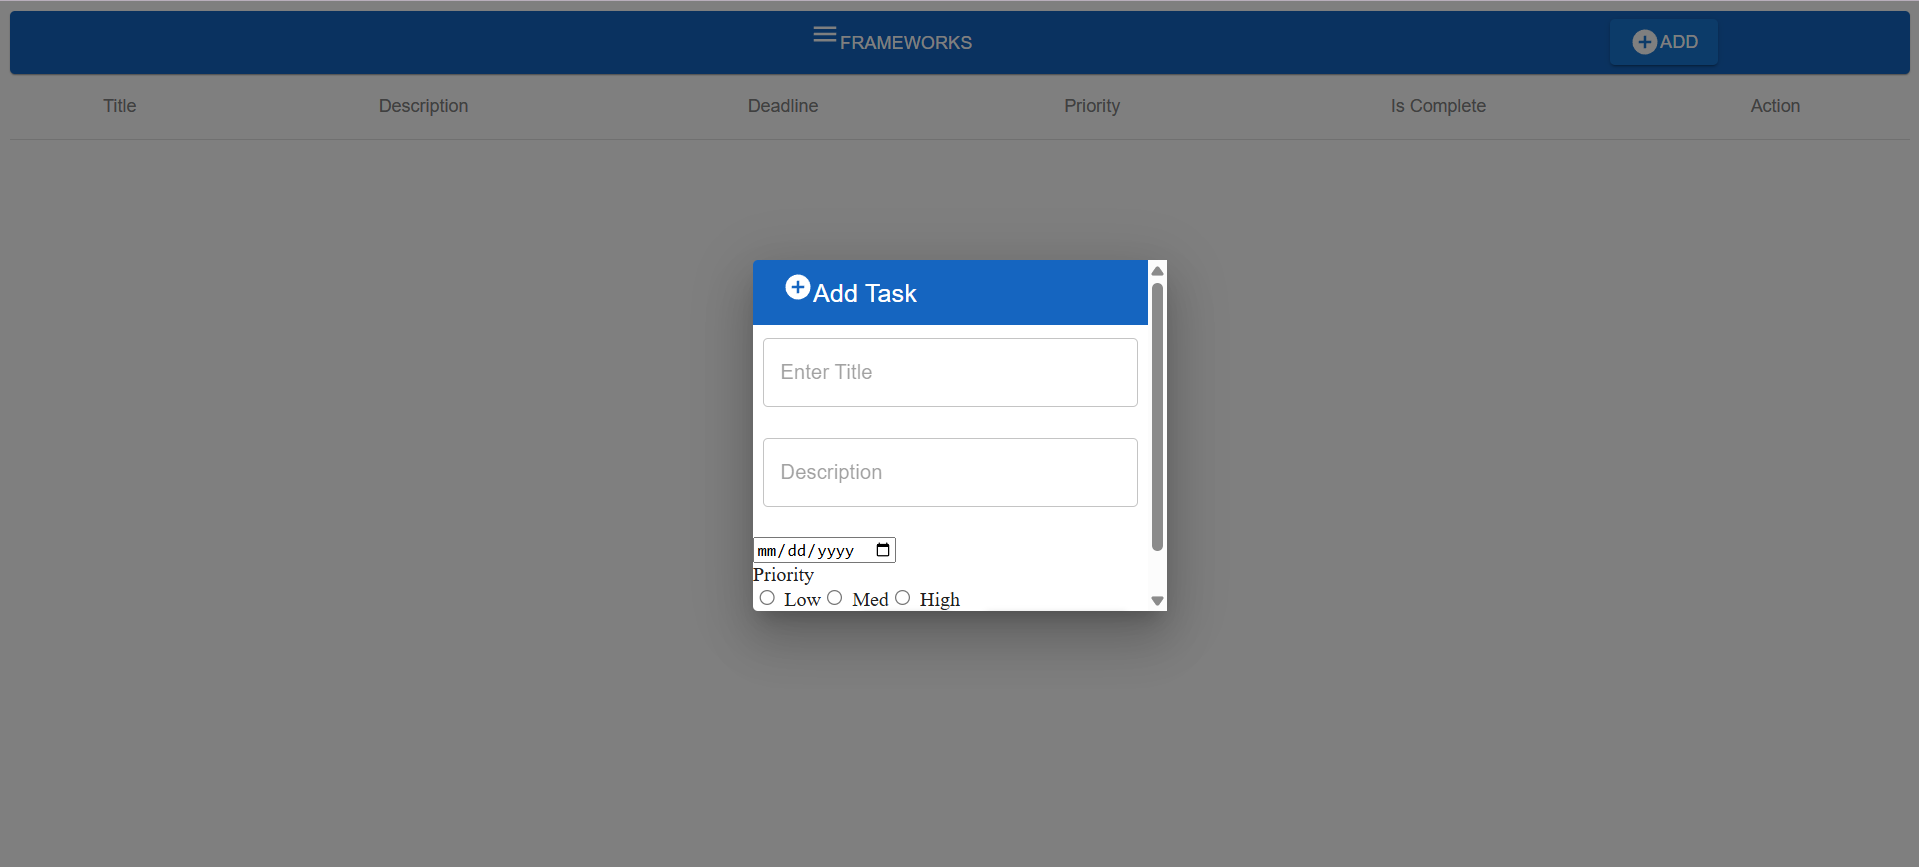 FRAMEWORKS ADD
Title Description Deadline Priority Is Complete Action
Add Task
Enter Title
Description
mm/dd/yyyy
Priority
Low Med High